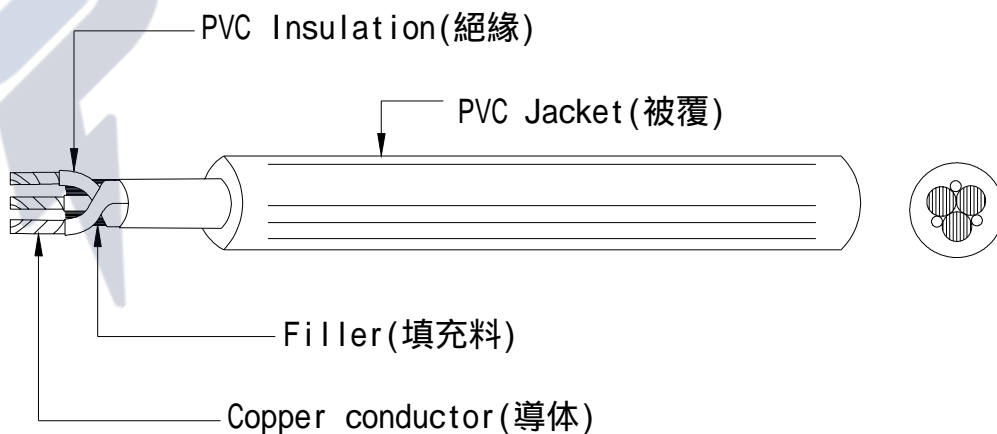 PVC Insulation(絕緣)
PVC Jacket(被覆)
Filler(填充料)
Copper conductor(導体)